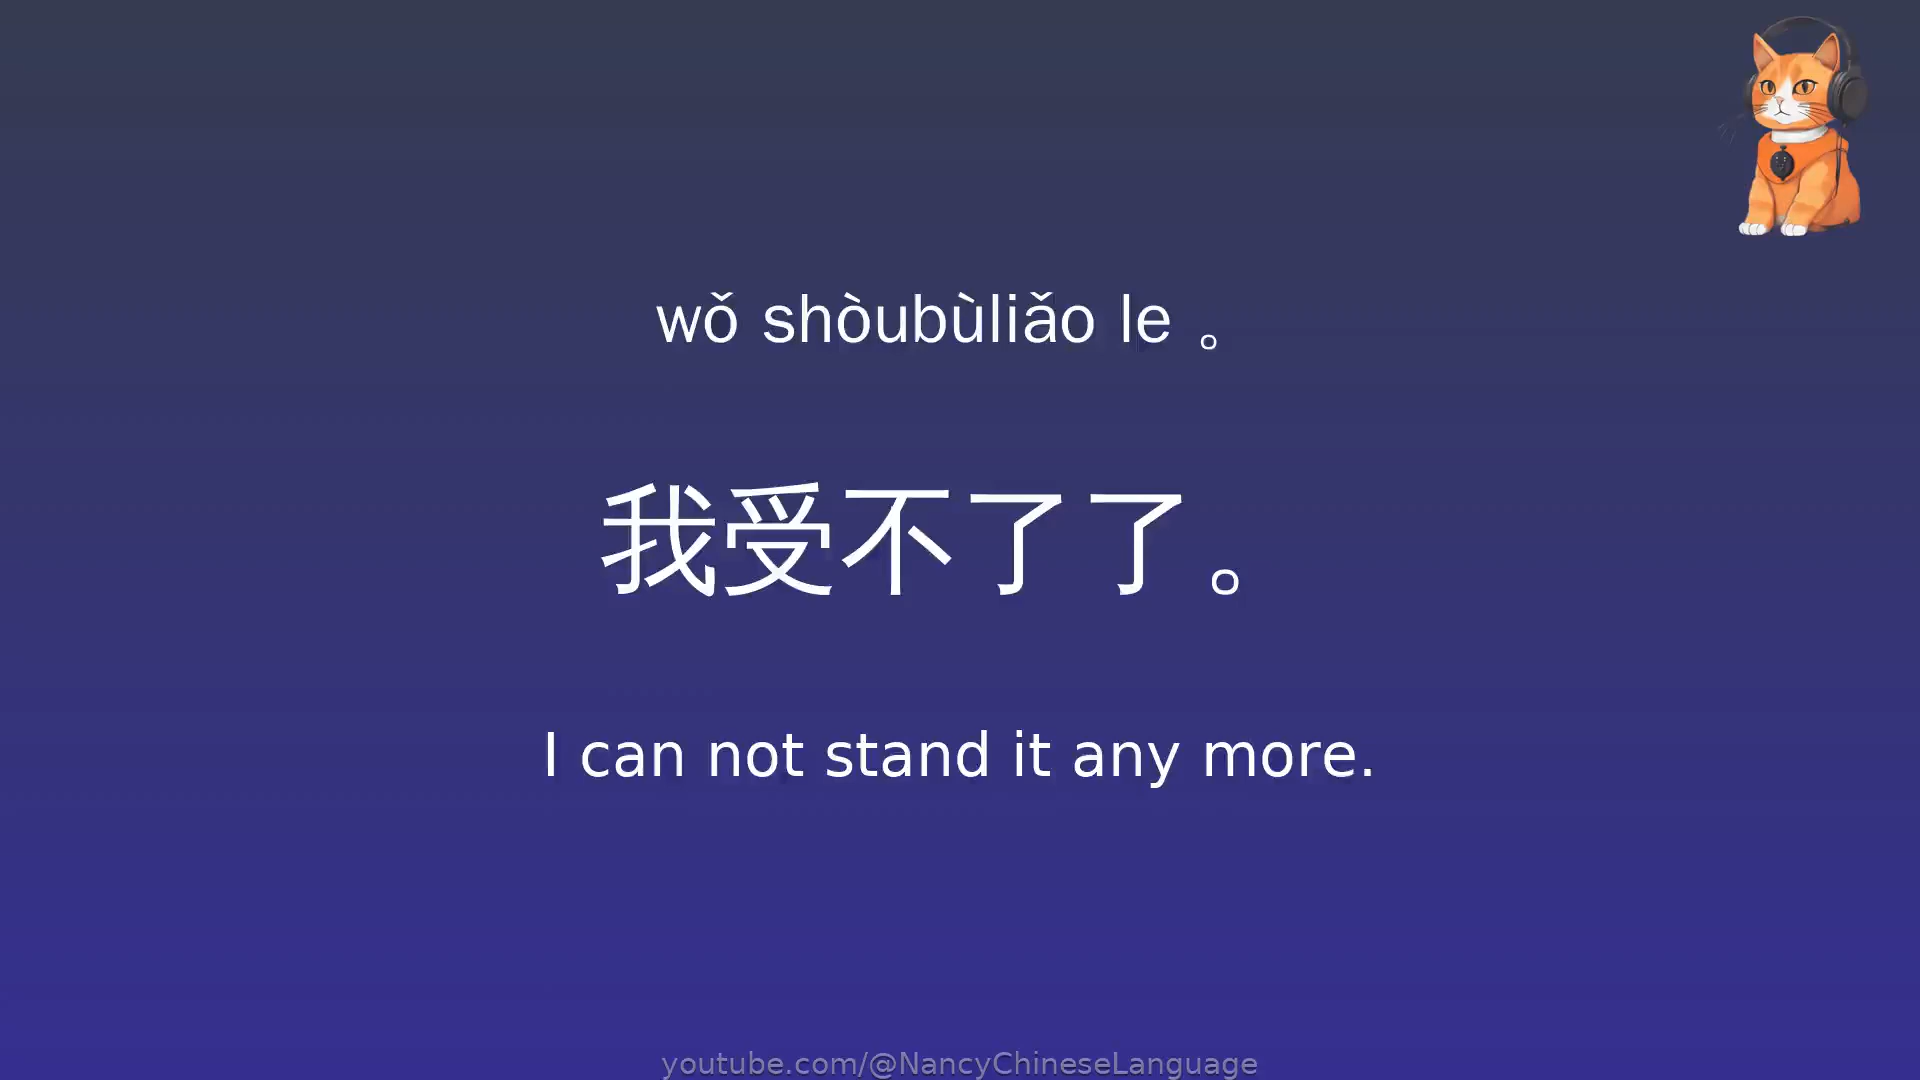 wǒ shòubùliǎo le 。
我受不了了。
I can not stand it any more.
youtube.com/@NancyChineseLanguage